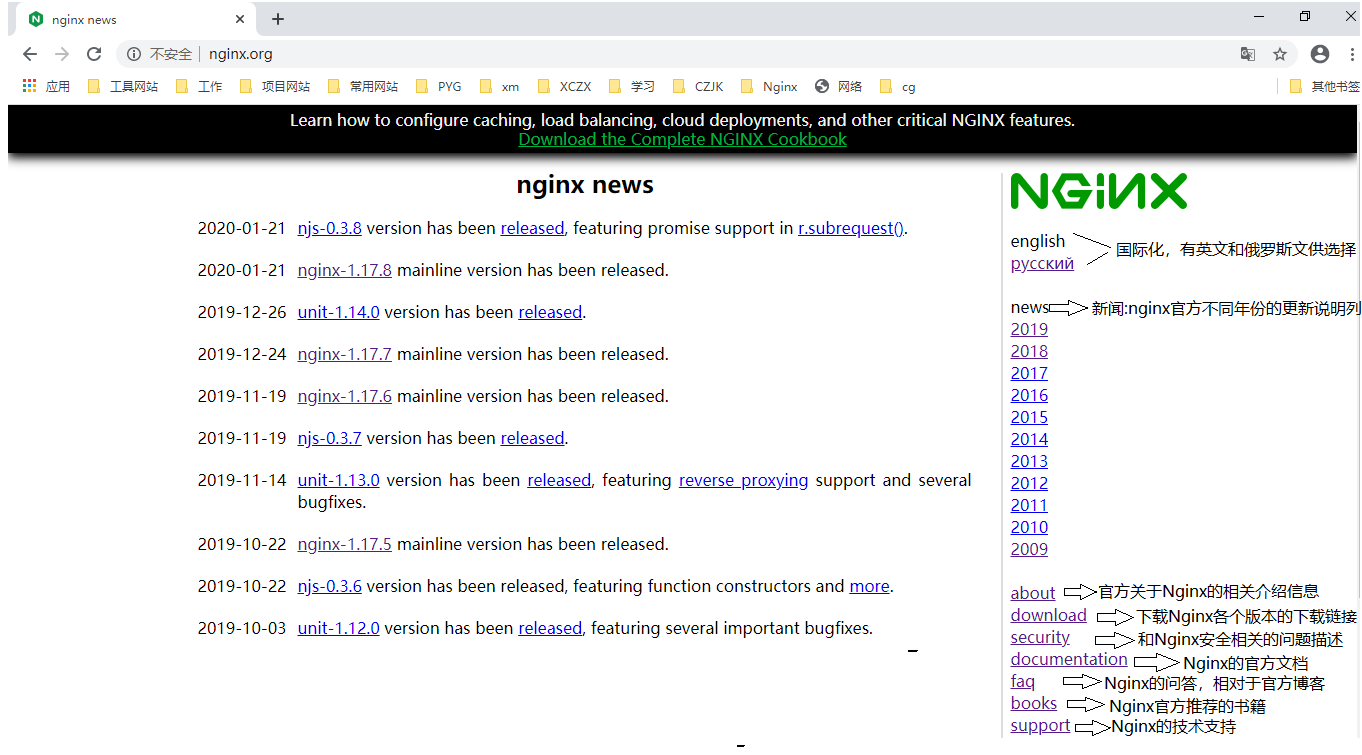 nginx news
不安全 nginx.org
应用 工具网站 工作 项目网站 常用网站 PYG xm XCZX 学习 CZJK Nginx 网络 cg 其他书签
Learn how to configure caching, load balancing, cloud deployments, and other critical NGINX features.
Download the Complete NGINX Cookbook
nginx news
2020-01-21 njs-0.3.8 version has been released, featuring promise support in r.subrequest().
2020-01-21 nginx-1.17.8 mainline version has been released.
2019-12-26 unit-1.14.0 version has been released.
2019-12-24 nginx-1.17.7 mainline version has been released.
2019-11-19 nginx-1.17.6 mainline version has been released.
2019-11-19 njs-0.3.7 version has been released.
2019-11-14 unit-1.13.0 version has been released, featuring reverse proxying support and several
bugfixes.
2019-10-22 nginx-1.17.5 mainline version has been released.
2019-10-22 njs-0.3.6 version has been released, featuring function constructors and more.
2019-10-03 unit-1.12.0 version has been released, featuring several important bugfixes.
NGINX
english
русский
国际化，有英文和俄罗斯文供选择
news 新闻:nginx官方不同年份的更新说明列
2019
2018
2017
2016
2015
2014
2013
2012
2011
2010
2009
about 官方关于Nginx的相关介绍信息
download 下载Nginx各个版本的下载链接
security 和Nginx安全相关的问题描述
documentation Nginx的官方文档
faq Nginx的问答，相对于官方博客
books Nginx官方推荐的书籍
support Nginx的技术支持